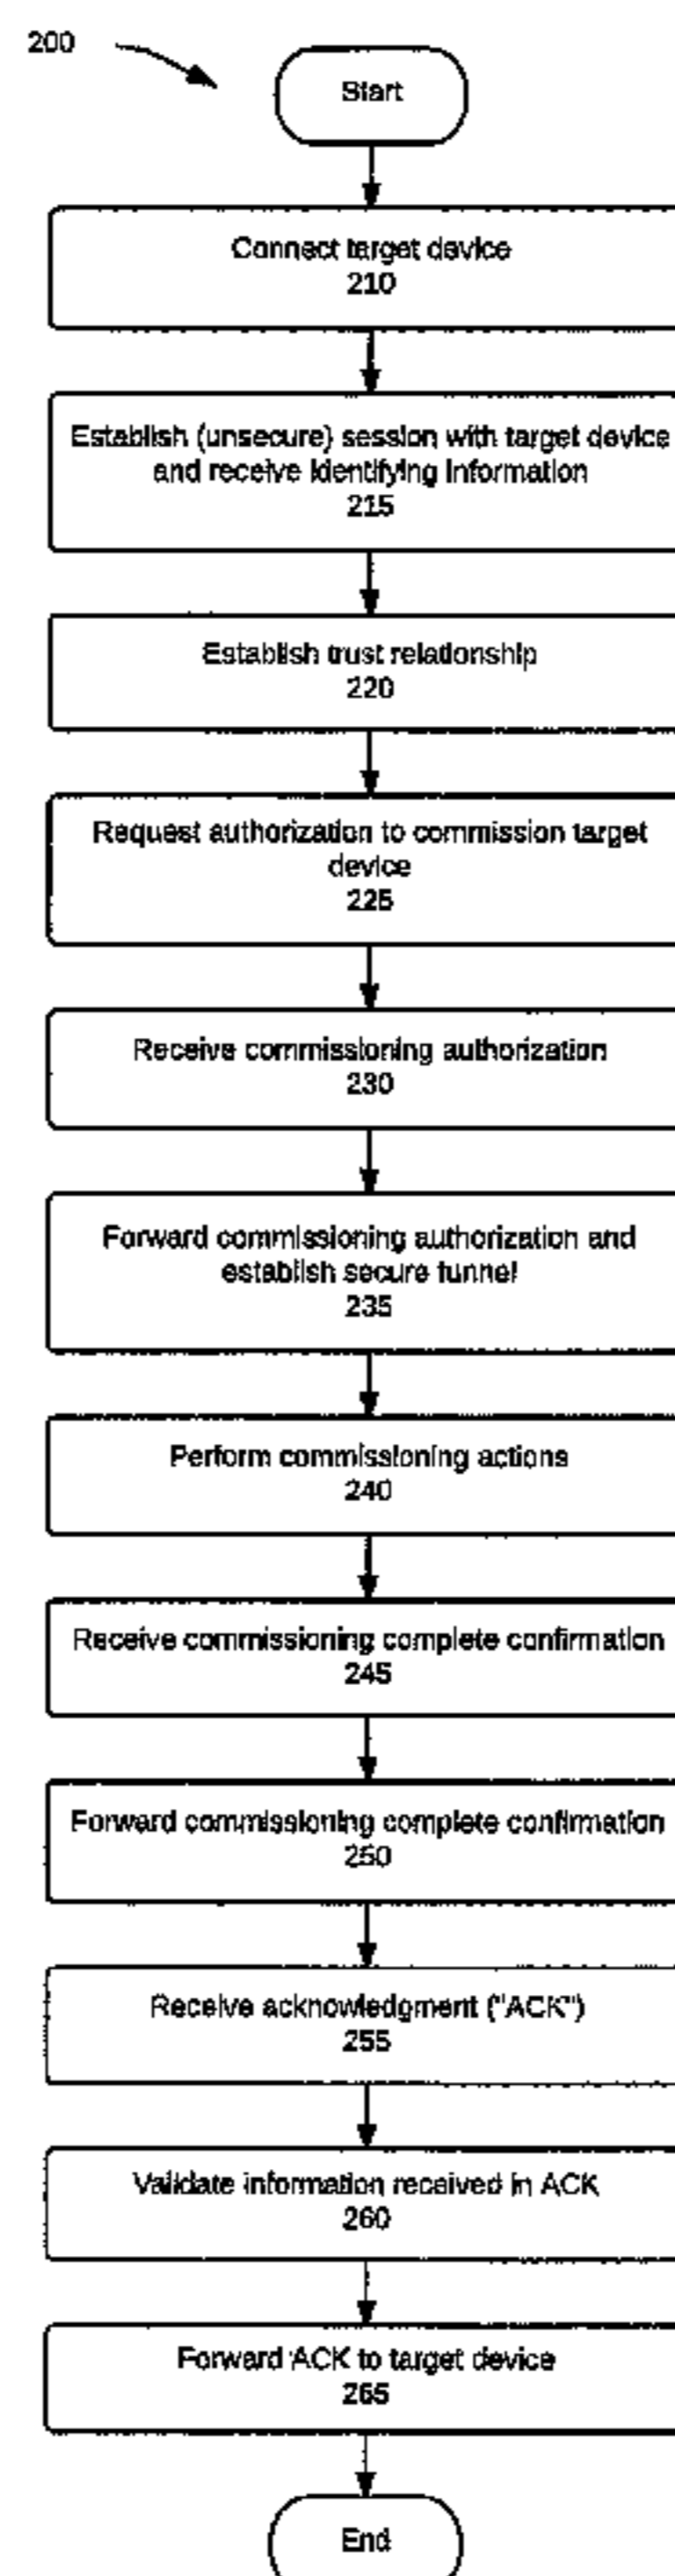 200
Start
Connect target device
210
Establish (unsecure) session with target device
and receive identifying information
215
Establish trust relationship
220
Request authorization to commission target
device
225
Receive commissioning authorization
230
Forward commissioning authorization and
establish secure tunnel
235
Perform commissioning actions
240
Receive commissioning complete confirmation
245
Forward commissioning complete confirmation
250
Receive acknowledgment ("ACK")
255
Validate information received in ACK
260
Forward ACK to target device
265
End